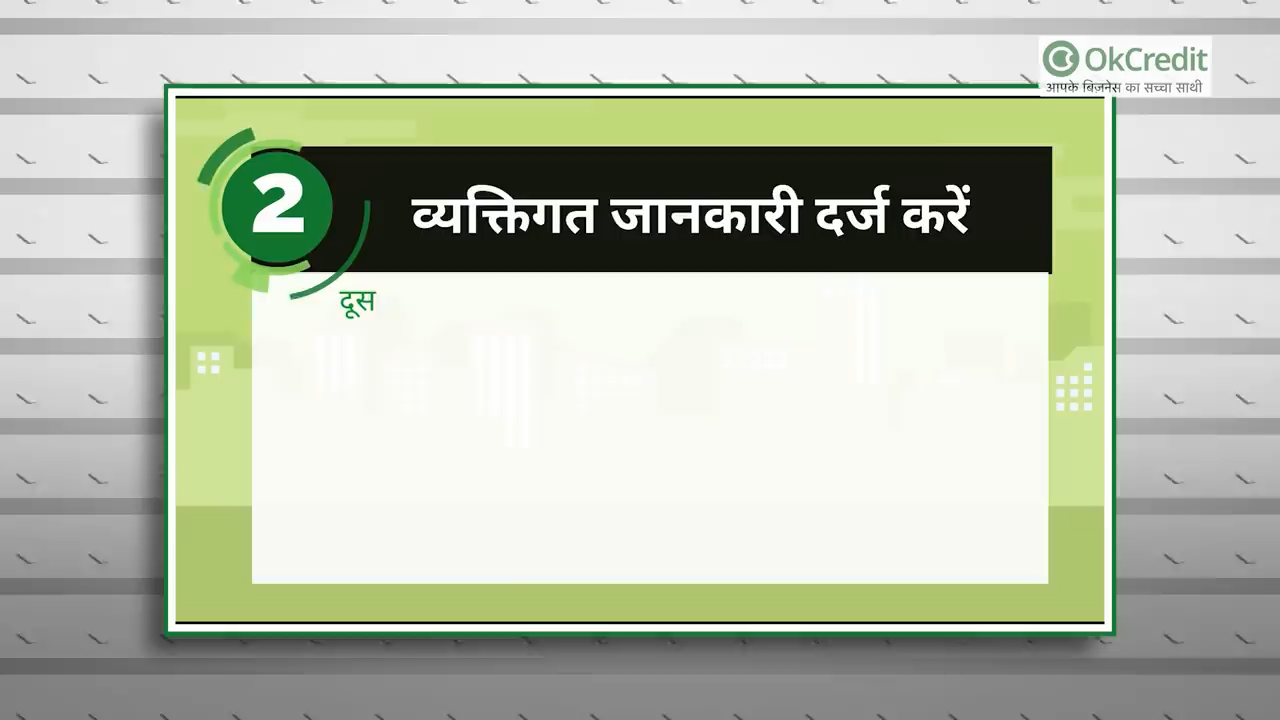 OkCredit
आपके बिज़नेस का सच्चा साथी
2
व्यक्तिगत जानकारी दर्ज करें
दूस